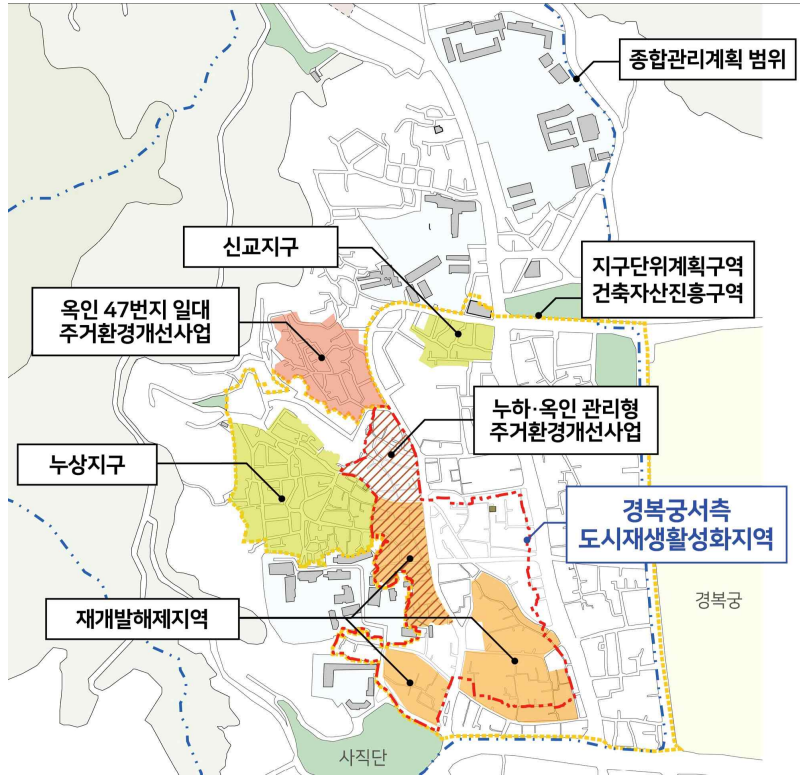 종합관리계획 범위
신교지구
지구단위계획구역
건축자산진흥구역
옥인 47번지 일대
주거환경개선사업
누하·옥인 관리형
주거환경개선사업
누상지구
경복궁서측
도시재생활성화지역
재개발해제지역
경복궁
사직단